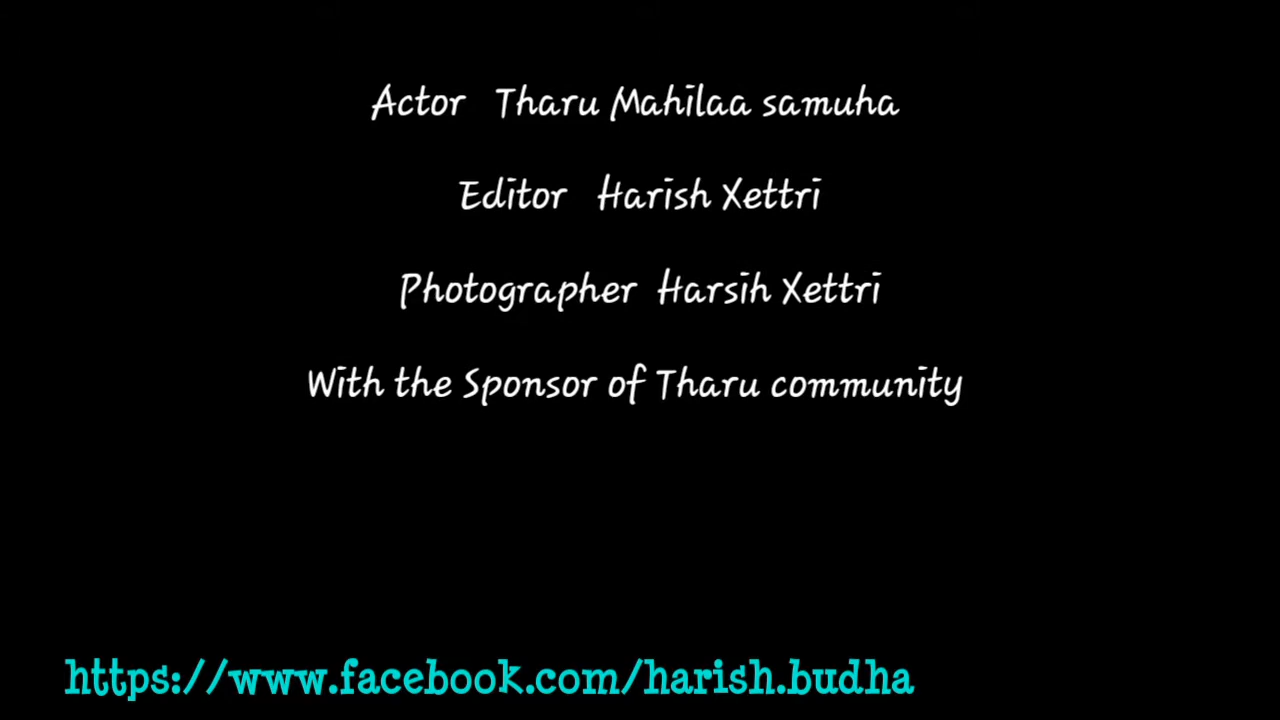 Actor Tharu Mahilaa samuha
Editor Harish Xettri
Photographer Harsih Xettri
With the Sponsor of Tharu community
https://www.facebook.com/harish.budha